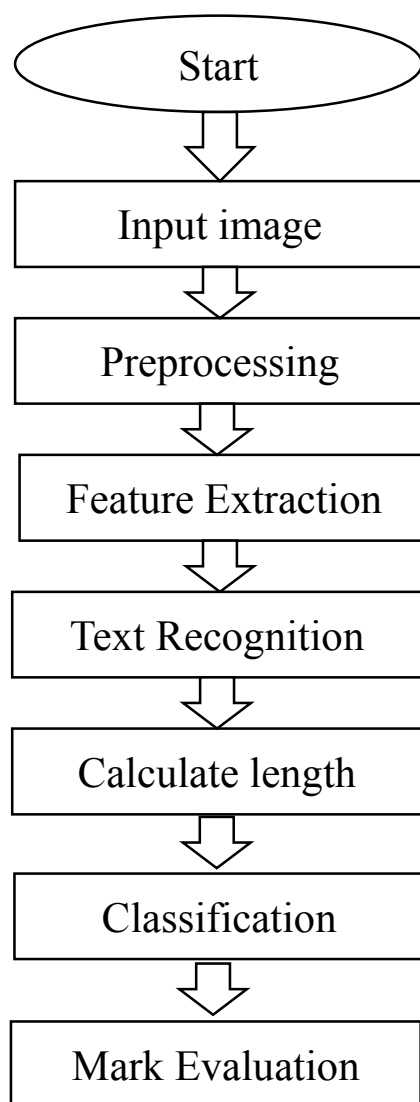 Start
Input image
Preprocessing
Feature Extraction
Text Recognition
Calculate length
Classification
Mark Evaluation